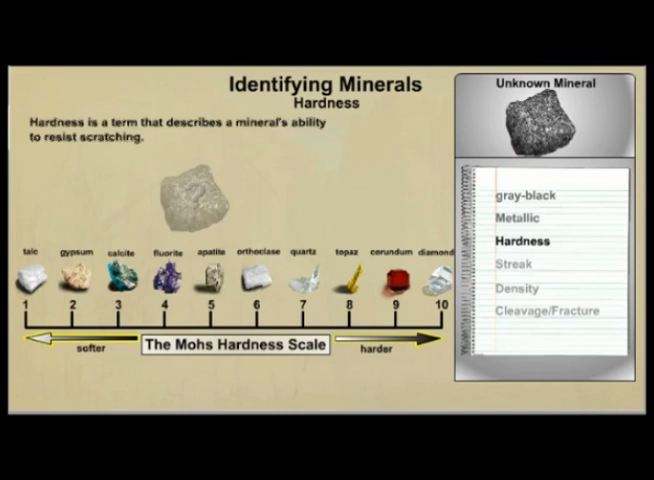 Identifying Minerals
Hardness
Hardness is a term that describes a mineral's ability
to resist scratching.
talc gypsum calcite fluorite apatite orthoclase quartz topaz corundum diamond
1 2 3 4 5 6 7 8 9 10
softer The Mohs Hardness Scale harder
Unknown Mineral
gray-black
Metallic
Hardness
Streak
Density
Cleavage/Fracture